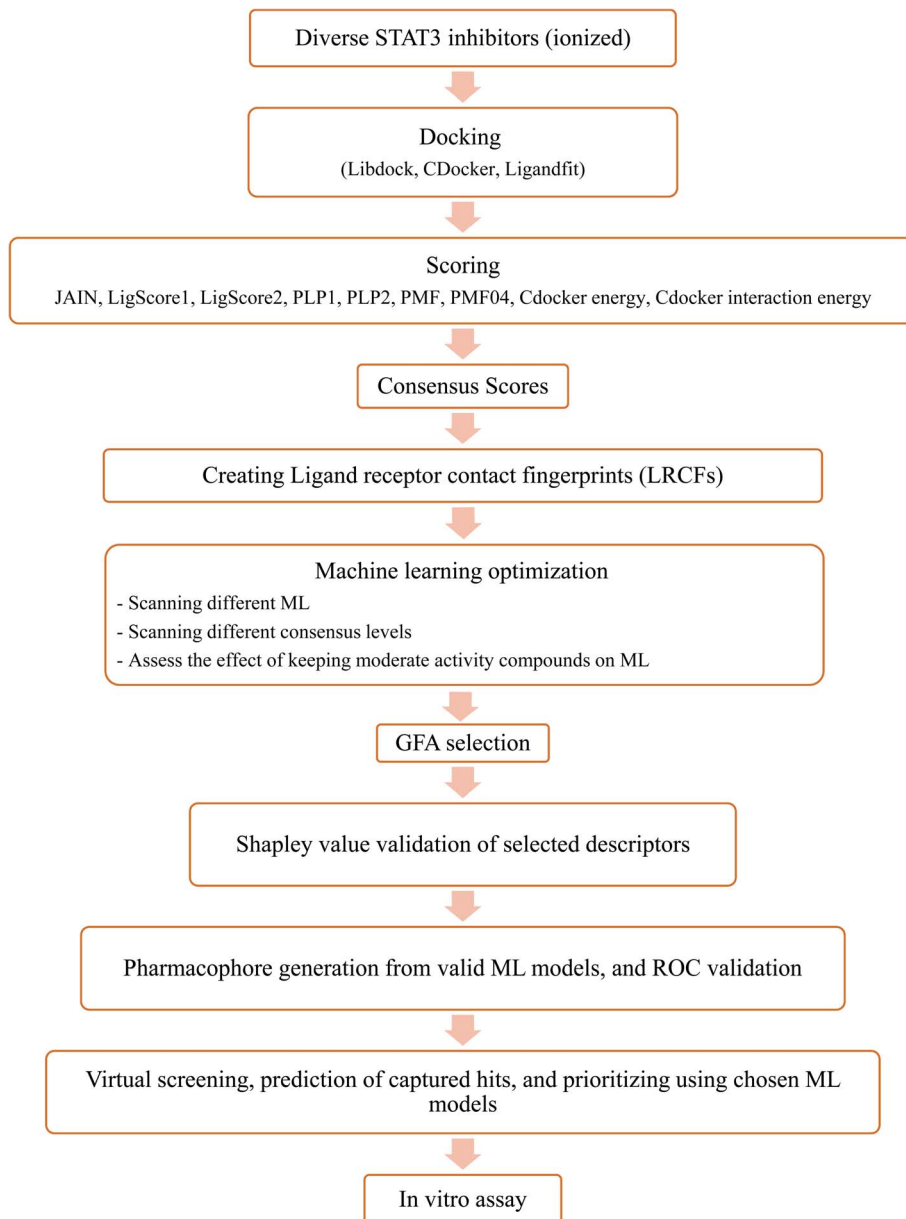 Diverse STAT3 inhibitors (ionized)
Docking
(Libdock, CDocker, Ligandfit)
Scoring
JAIN, LigScore1, LigScore2, PLP1, PLP2, PMF, PMF04, Cdocker energy, Cdocker interaction energy
Consensus Scores
Creating Ligand receptor contact fingerprints (LRCFs)
Machine learning optimization
- Scanning different ML
- Scanning different consensus levels
- Assess the effect of keeping moderate activity compounds on ML
GFA selection
Shapley value validation of selected descriptors
Pharmacophore generation from valid ML models, and ROC validation
Virtual screening, prediction of captured hits, and prioritizing using chosen ML
models
In vitro assay